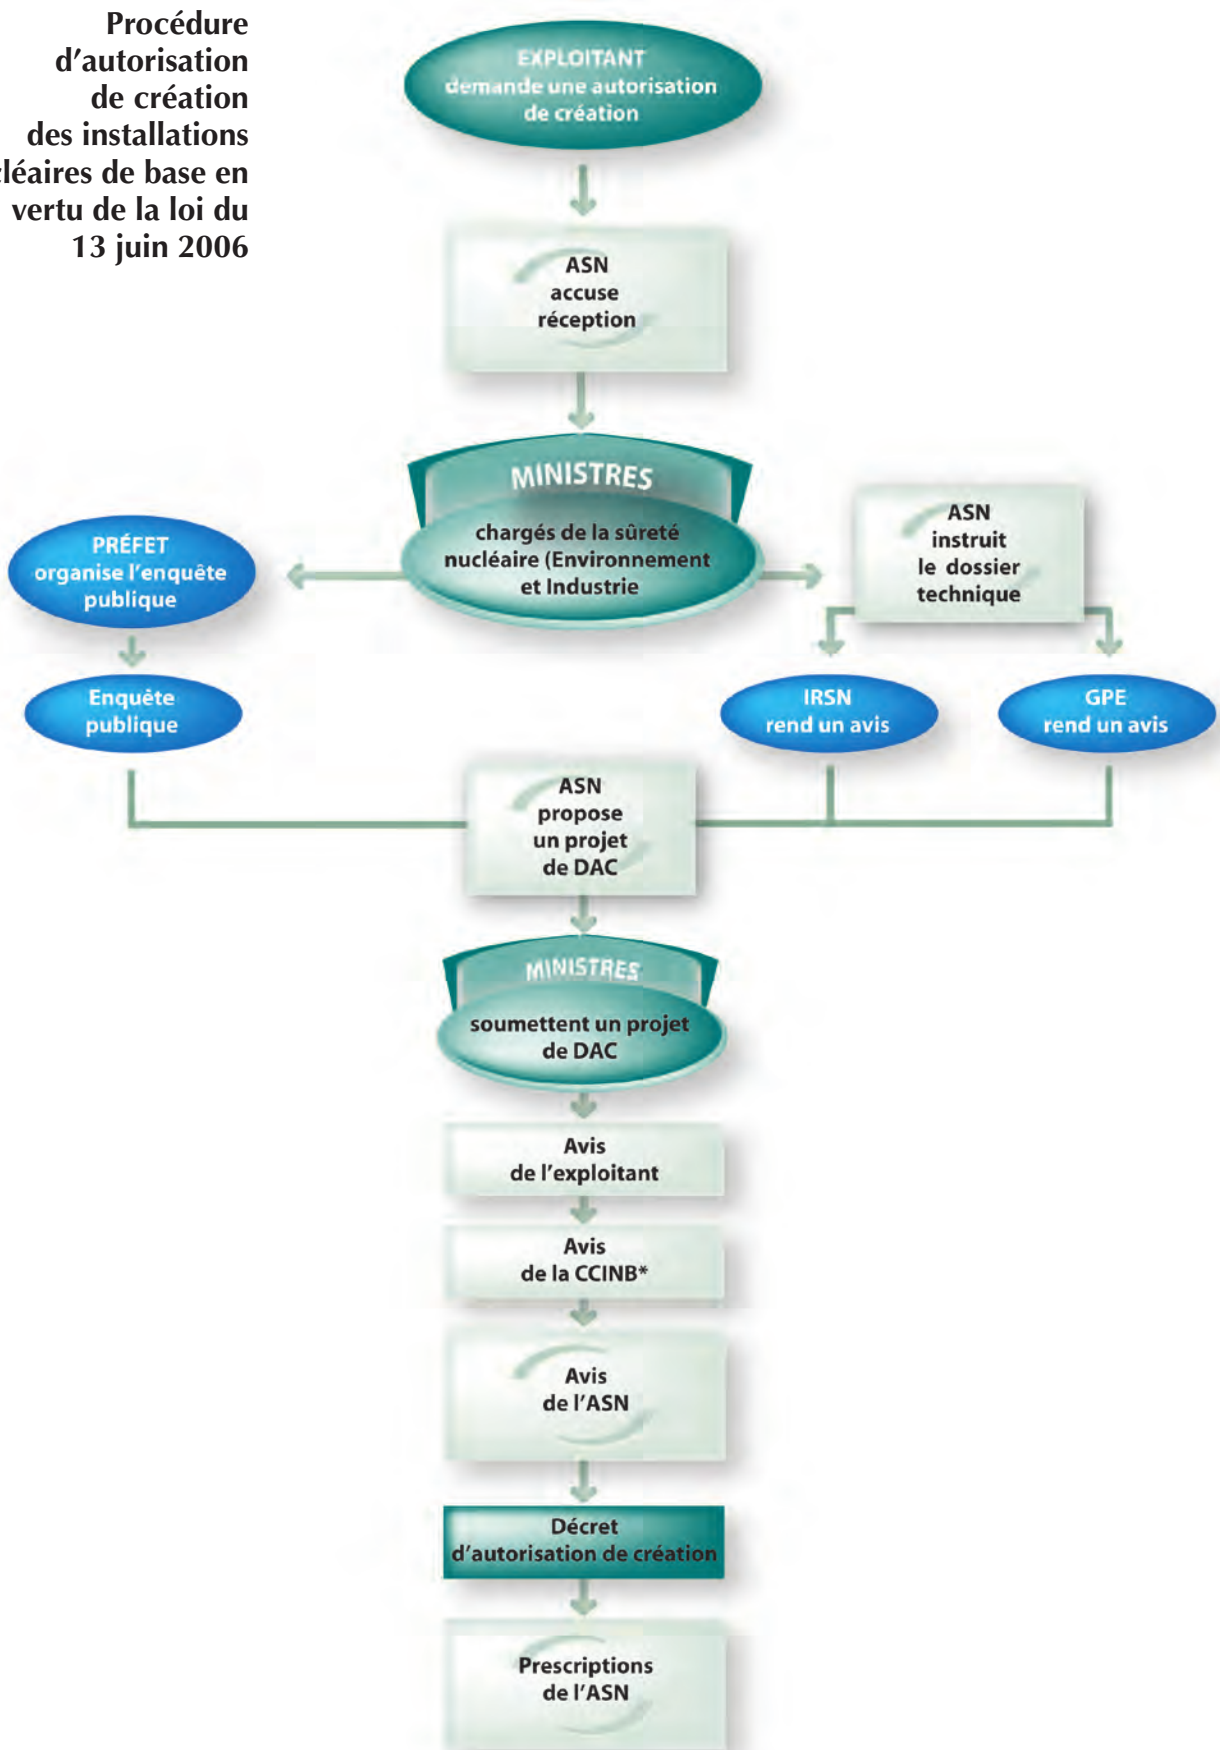 Procédure
d'autorisation
de création
des installations
cléaires de base en
vertu de la loi du
13 juin 2006
EXPLOITANT
demande une autorisation
de création
ASN
accuse
réception
MINISTRES
chargés de la sûreté
nucléaire (Environnement
et Industrie
PRÉFET
organise l'enquête
publique
Enquête
publique
ASN
instruit
le dossier
technique
IRSN
rend un avis
GPE
rend un avis
ASN
propose
un projet
de DAC
MINISTRES
soumettent un projet
de DAC
Avis
de l'exploitant
Avis
de la CCINB*
Avis
de l'ASN
Décret
d'autorisation de création
Prescriptions
de l'ASN